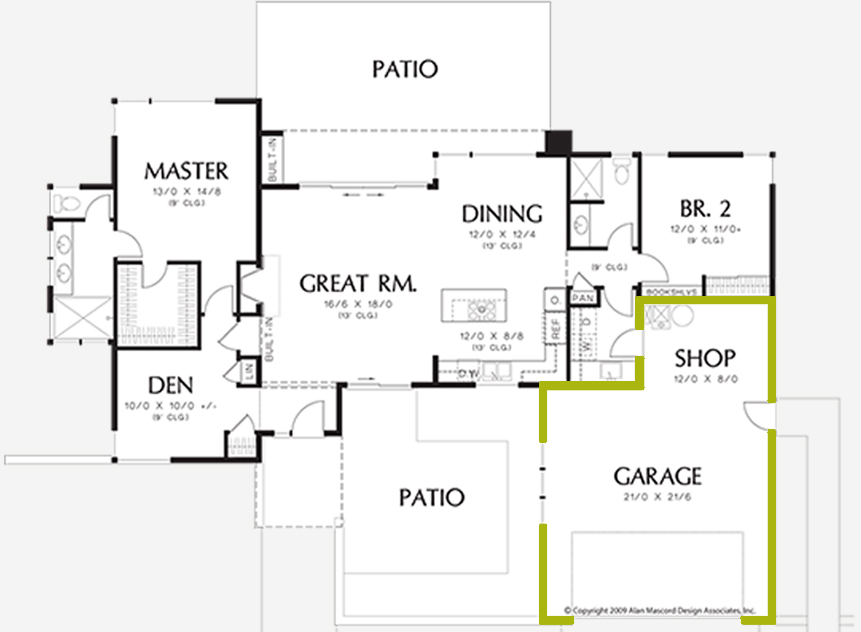 PATIO
BUILT-IN
MASTER
13/0 X 14/8
(9' CLG.)
DINING
12/0 X 12/4
(13' CLG.)
BR. 2
12/0 X 11/0+
(9' CLG.)
(9' CLG.)
GREAT RM.
16/6 X 18/0
(13' CLG.)
BOOKSHLVS
PAN
O.
REF
D
W
12/0 X 8/8
(13' CLG.)
BUILT-IN
D.W
SHOP
12/0 X 8/0
LIN
DEN
10/0 X 10/0 +/-
(9' CLG.)
GARAGE
21/0 X 21/6
PATIO
© Copyright 2009 Alan Mascord Design Associates, Inc.